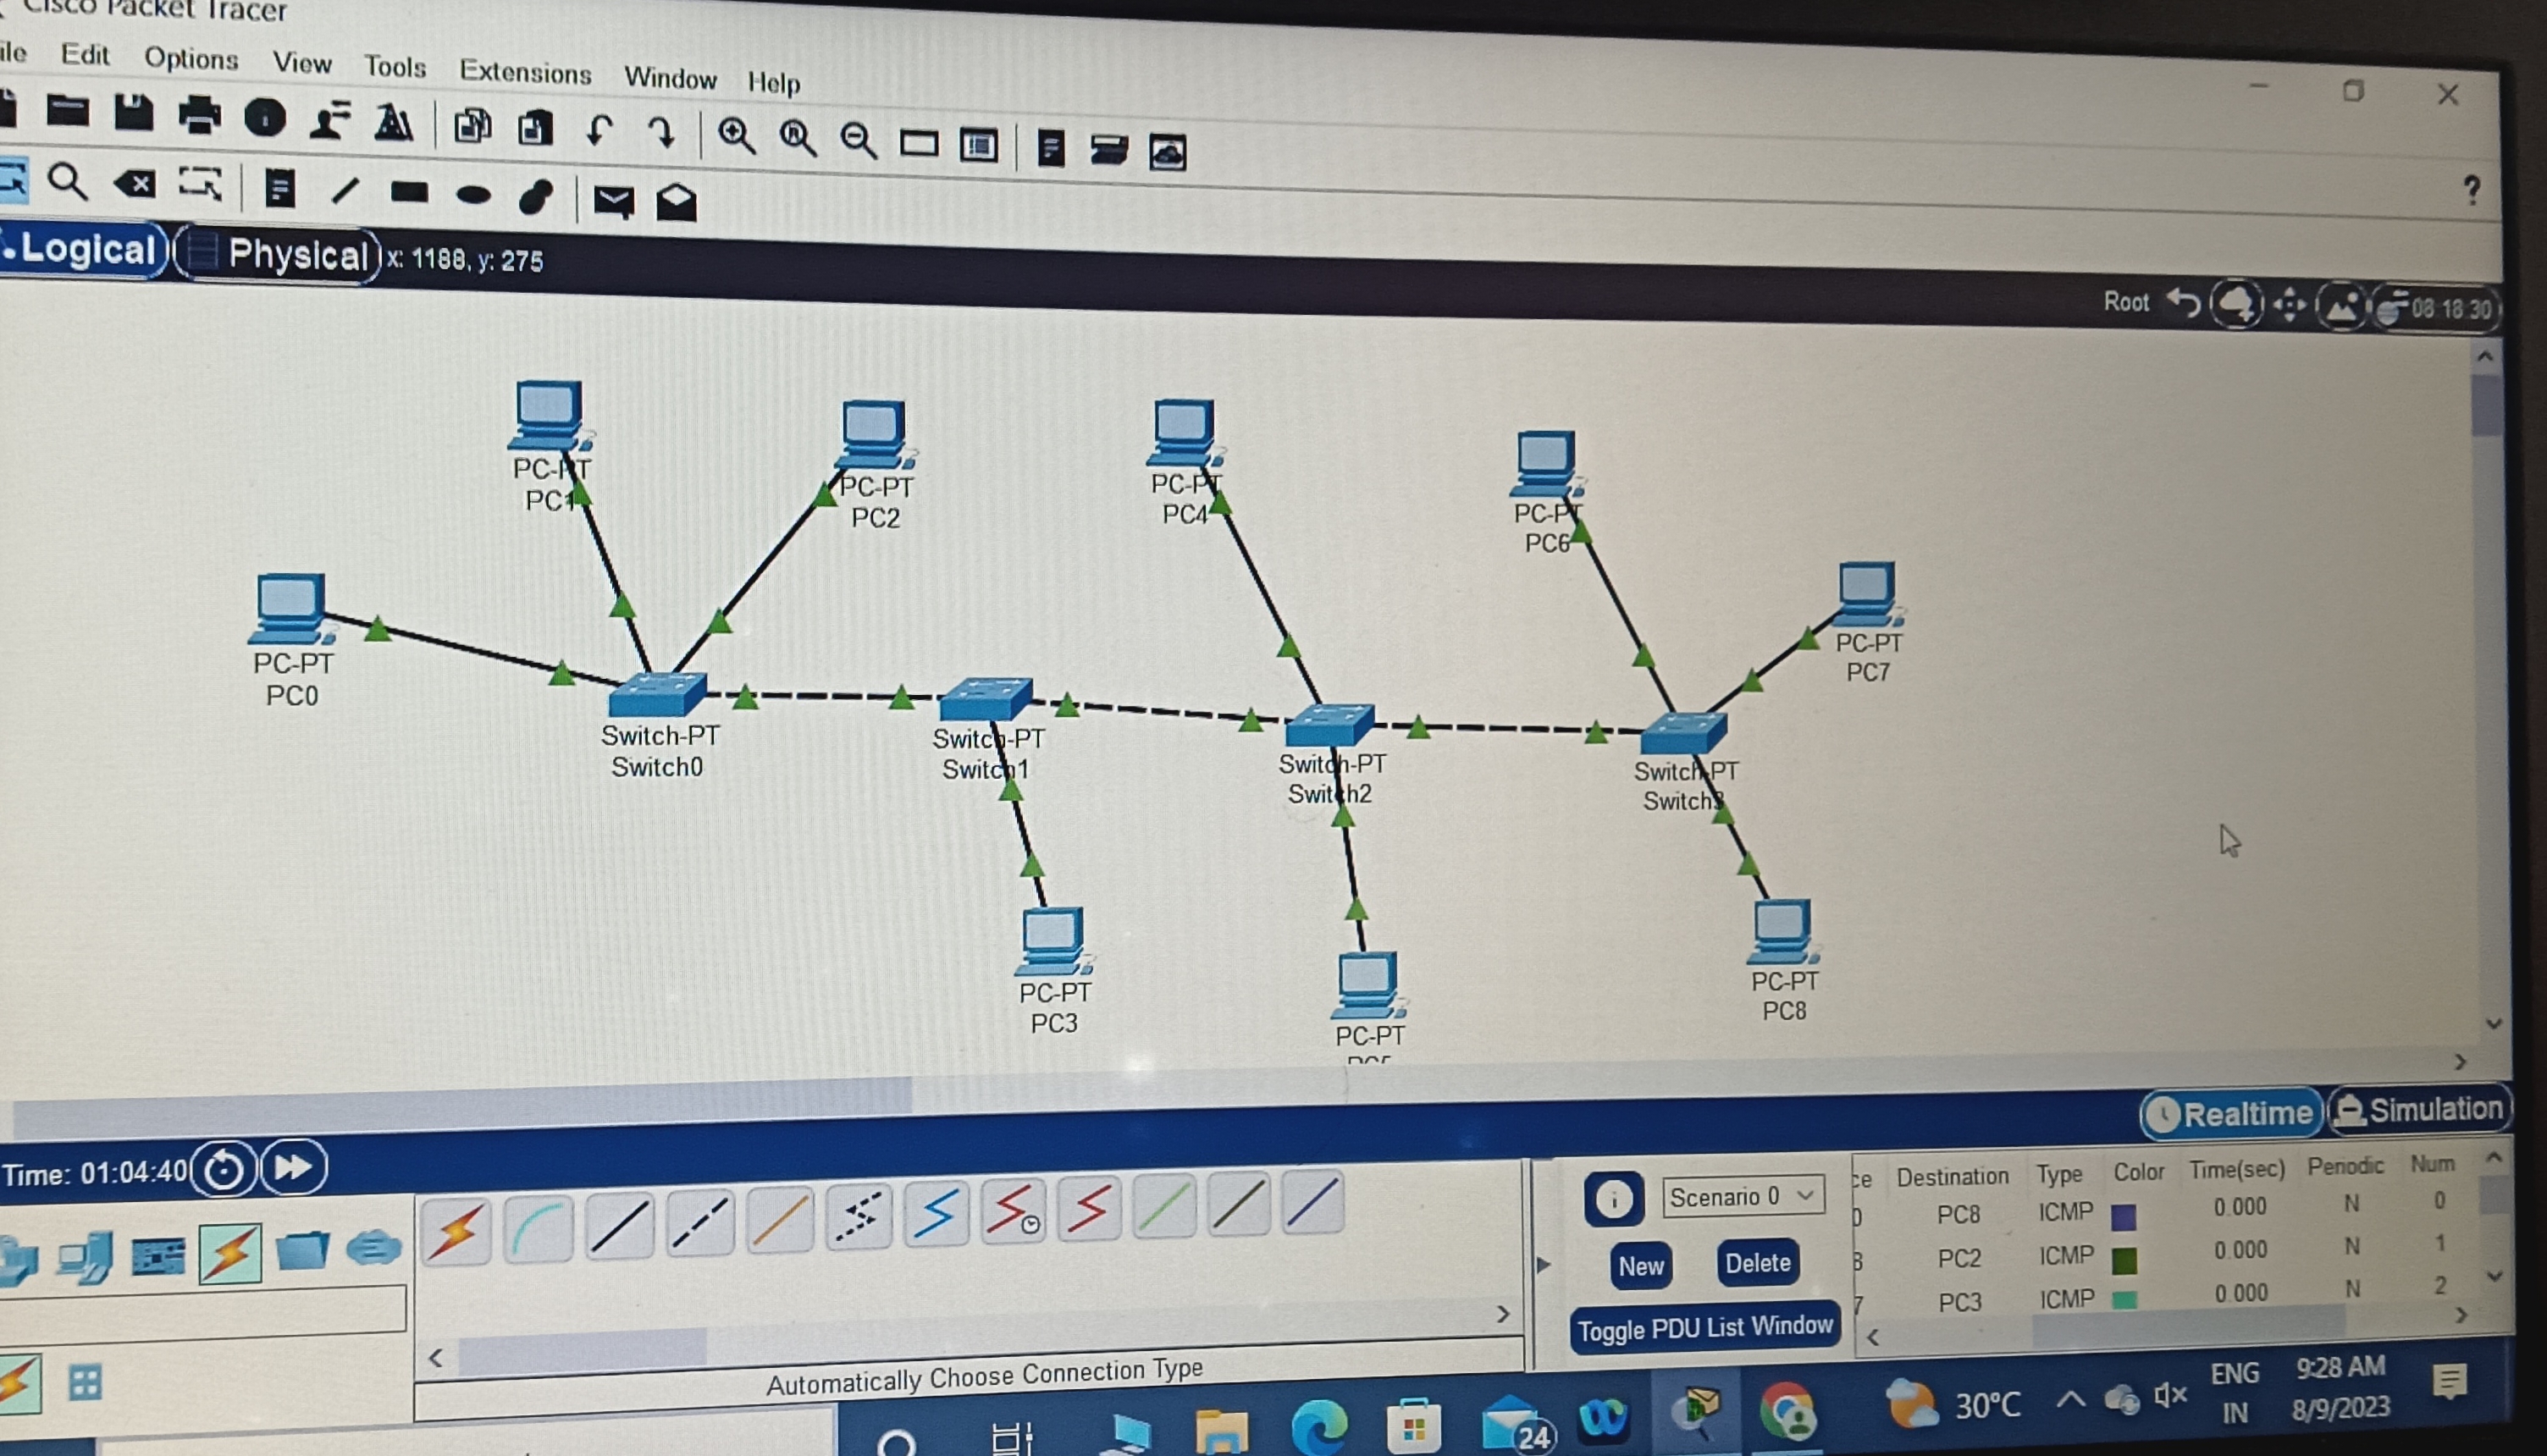 Cisco Packet Tracer
ile Edit Options View Tools Extensions Window Help
?
Logical Physical x: 1188, y: 275
Root 08:18:30
PC-PT
PC1
PC-PT
PC2
PC-PT
PC4
PC-PT
PC6
PC-PT
PC7
PC-PT
PC0
Switch-PT
Switch0
Switch-PT
Switch1
Switch-PT
Switch2
Switch-PT
Switch3
PC-PT
PC3
PC-PT
PC-PT
PC8
Realtime Simulation
Time: 01:04:40
Scenario 0
New Delete
Toggle PDU List Window
ce Destination Type Color Time(sec) Periodic Num
0 PC8 ICMP 0.000 N 0
3 PC2 ICMP 0.000 N 1
7 PC3 ICMP 0.000 N 2
Automatically Choose Connection Type
24
30°C
ENG
IN
9:28 AM
8/9/2023